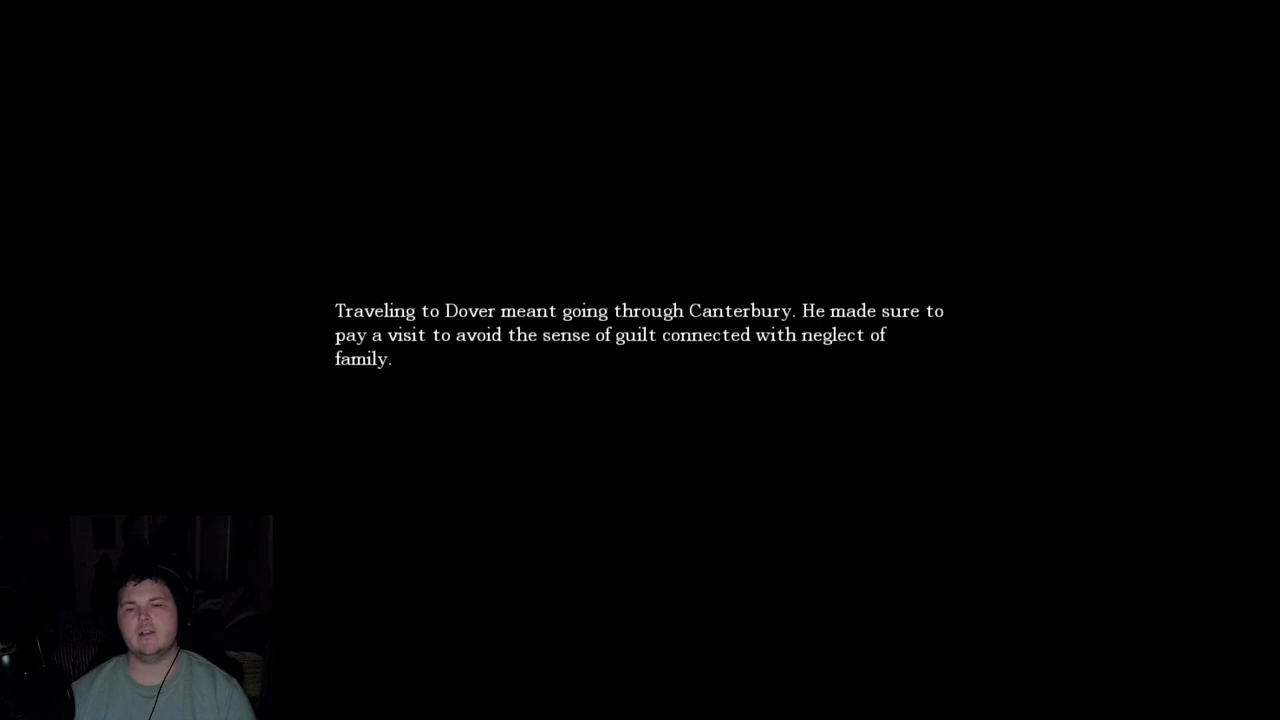 Traveling to Dover meant going through Canterbury. He made sure to
pay a visit to avoid the sense of guilt connected with neglect of
family.